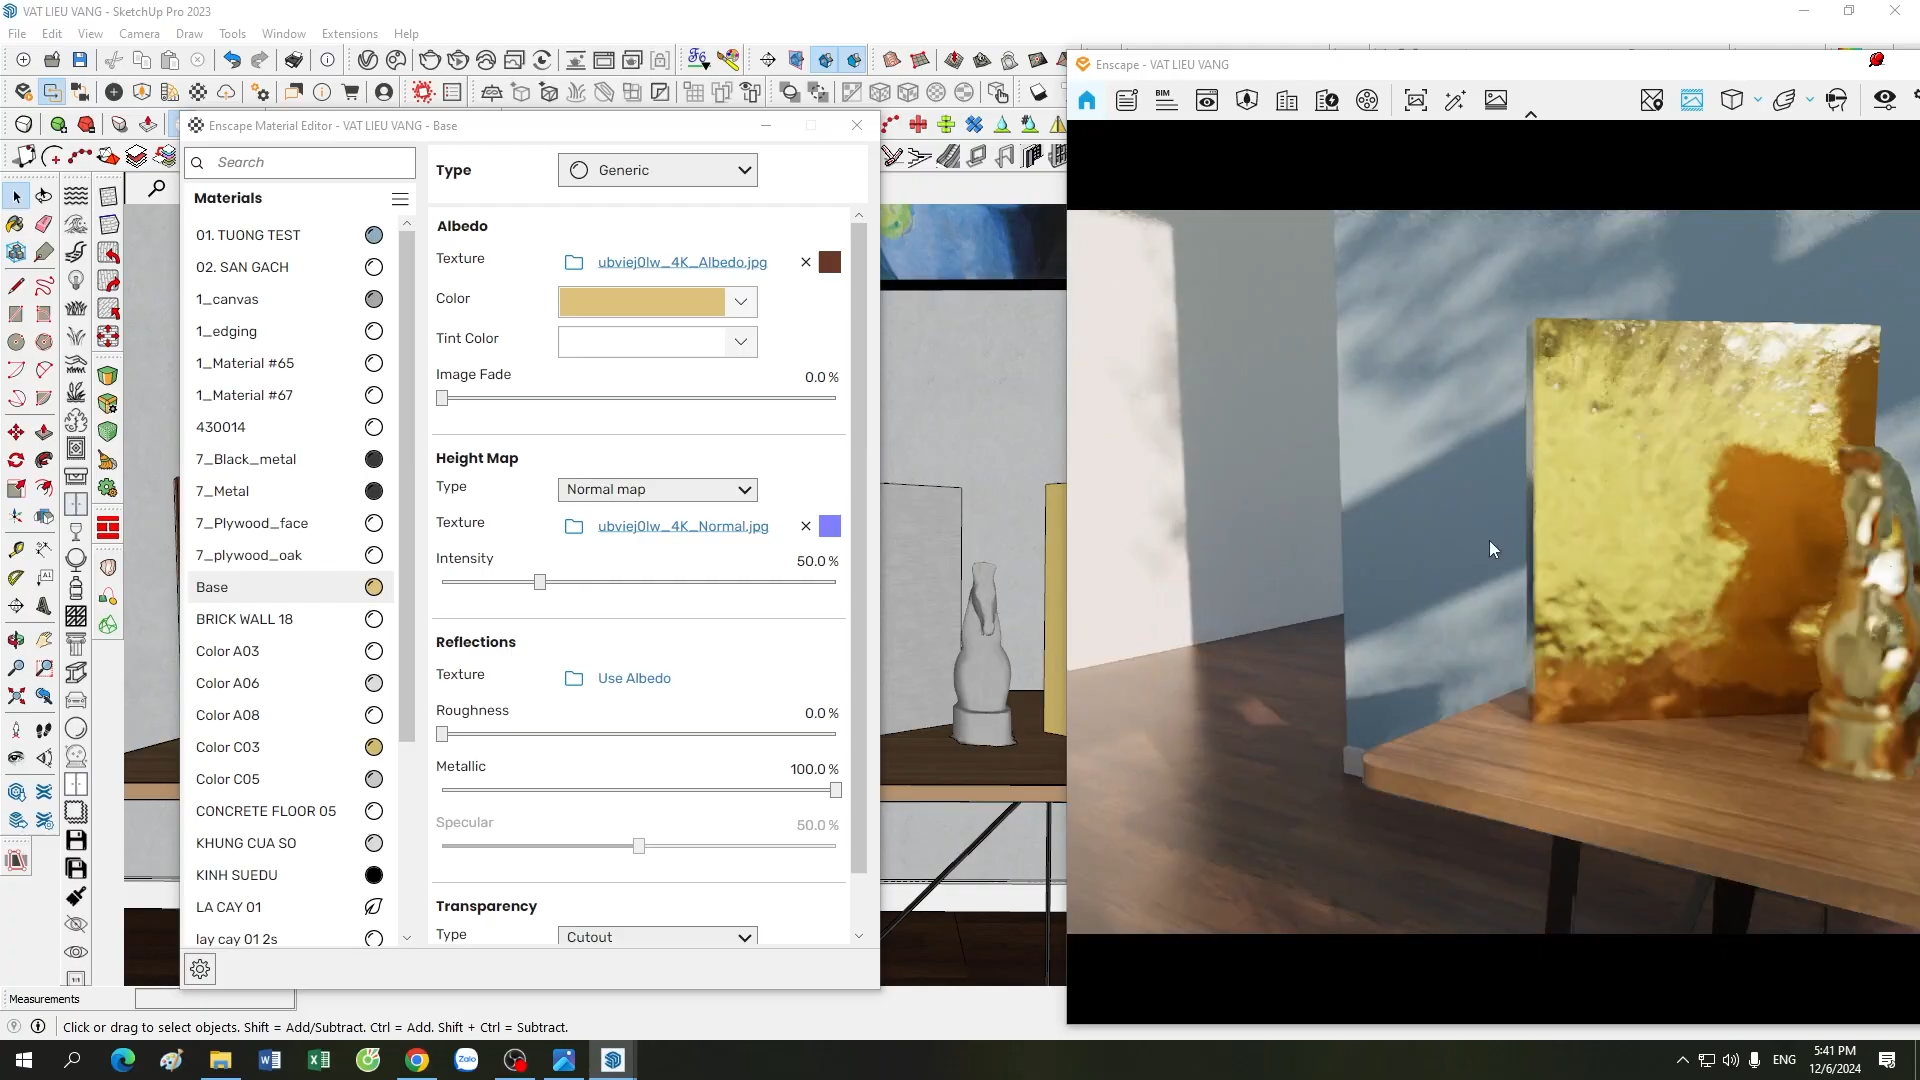 VAT LIEU VANG - SketchUp Pro 2023
File Edit View Camera Draw Tools Window Extensions Help
Enscape - VAT LIEU VANG
BIM
Enscape Material Editor - VAT LIEU VANG - Base
Search
Materials
01. TUONG TEST
02. SAN GACH
1_canvas
1_edging
1_Material #65
1_Material #67
430014
7_Black_metal
7_Metal
7_Plywood_face
7_plywood_oak
Base
BRICK WALL 18
Color A03
Color A06
Color A08
Color C03
Color C05
CONCRETE FLOOR 05
KHUNG CUA SO
KINH SUEDU
LA CAY 01
lay cay 01 2s
Type Generic
Albedo
Texture ubviej0lw_4K_Albedo.jpg
Color
Tint Color
Image Fade 0.0 %
Height Map
Type Normal map
Texture ubviej0lw_4K_Normal.jpg
Intensity 50.0 %
Reflections
Texture Use Albedo
Roughness 0.0 %
Metallic 100.0 %
Specular 50.0 %
Transparency
Type Cutout
Measurements
Click or drag to select objects. Shift = Add/Subtract. Ctrl = Add. Shift + Ctrl = Subtract.
Zalo
ENG
5:41 PM
12/6/2024